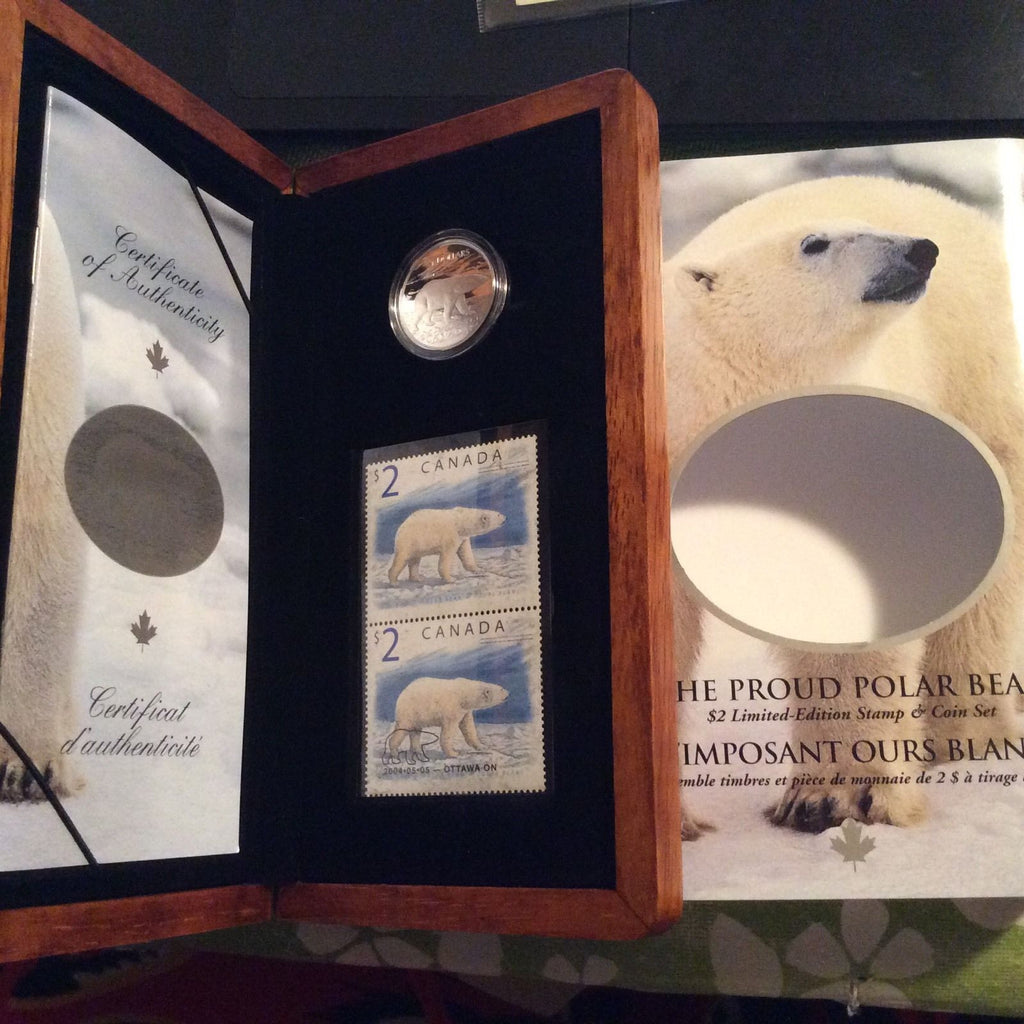 Certificate
of Authenticity
Certificat
d'authenticité
$2 CANADA
$2 CANADA
2004-05-05 — OTTAWA ON
HE PROUD POLAR BEA
$2 Limited-Edition Stamp & Coin Set
'IMPOSANT OURS BLAN
emble timbres et pièce de monnaie de 2 $ à tirage